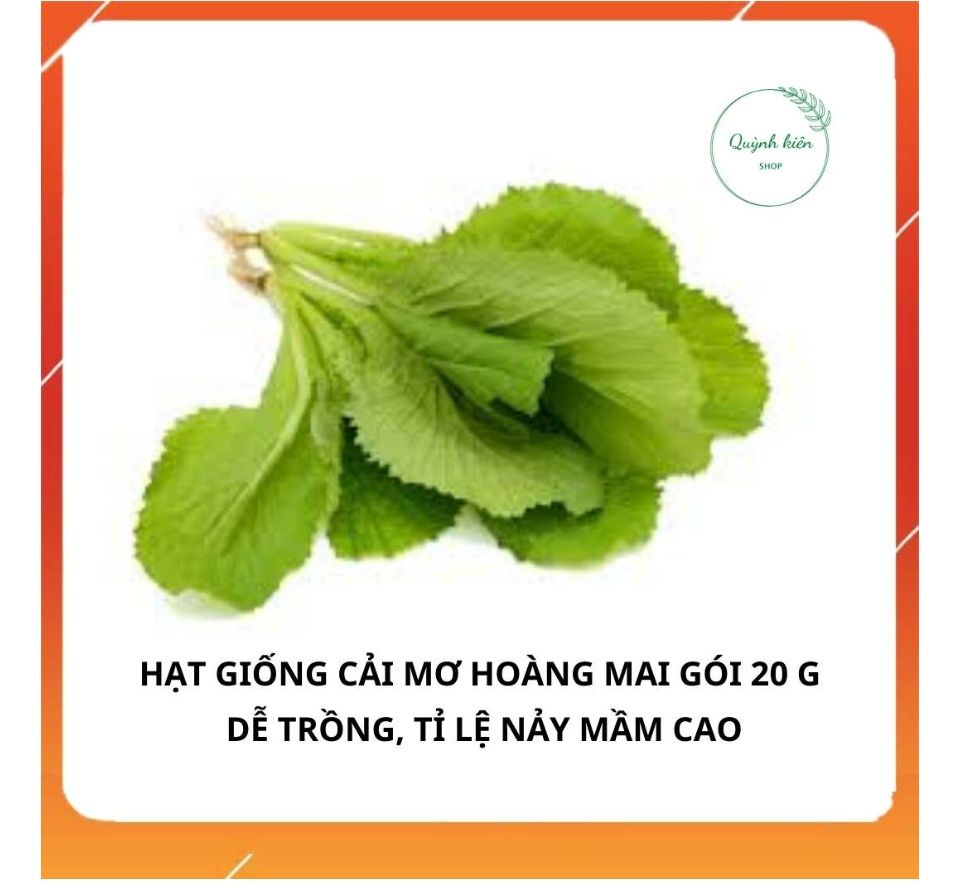 Quỳnh kiên
SHOP
HẠT GIỐNG CẢI MƠ HOÀNG MAI GÓI 20 G
DỄ TRỒNG, TỈ LỆ NẢY MẦM CAO